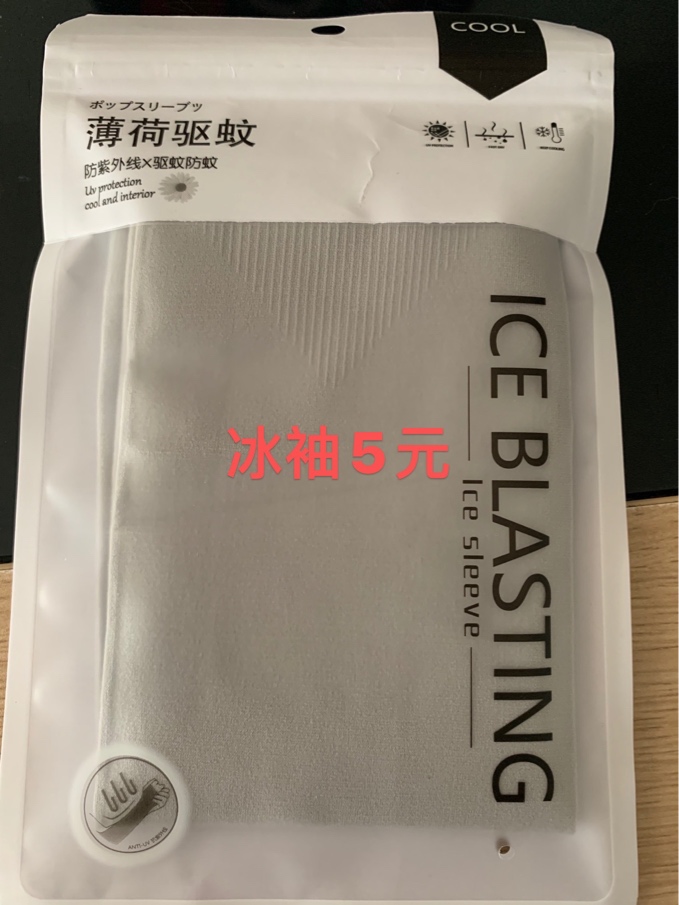 COOL
ポップスリープッ
薄荷驱蚊
防紫外线×驱蚊防蚊
Uv protection
cool and interior
ICE BLASTING
Ice sleeve
冰袖5元